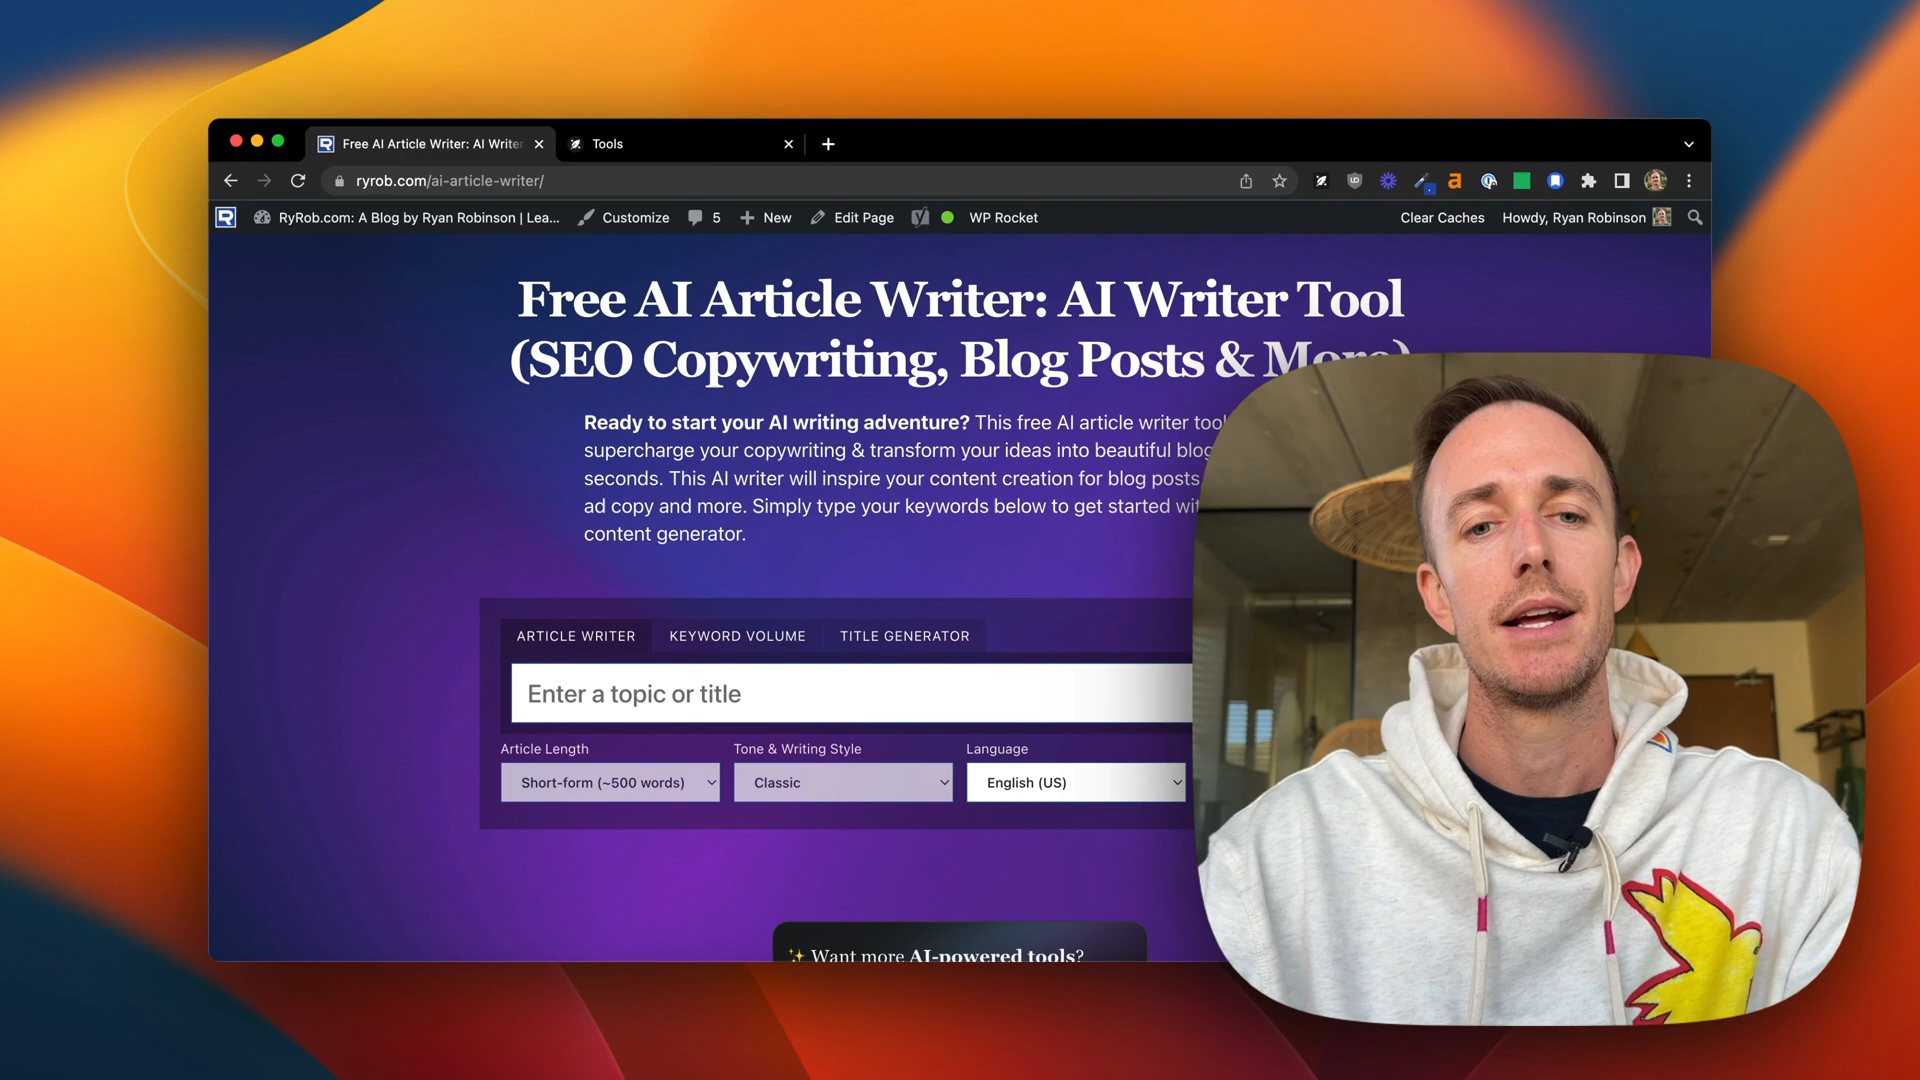 Free AI Article Writer: AI Writer
Tools
ryrob.com/ai-article-writer/
RyRob.com: A Blog by Ryan Robinson | Lea... Customize 5 New Edit Page WP Rocket Clear Caches Howdy, Ryan Robinson
Free AI Article Writer: AI Writer Tool
(SEO Copywriting, Blog Posts & More)
Ready to start your AI writing adventure? This free AI article writer tool
supercharge your copywriting & transform your ideas into beautiful blog
seconds. This AI writer will inspire your content creation for blog posts,
ad copy and more. Simply type your keywords below to get started wit
content generator.
ARTICLE WRITER KEYWORD VOLUME TITLE GENERATOR
Enter a topic or title
Article Length Tone & Writing Style Language
Short-form (~500 words) Classic English (US)
✨ Want more AI-powered tools?